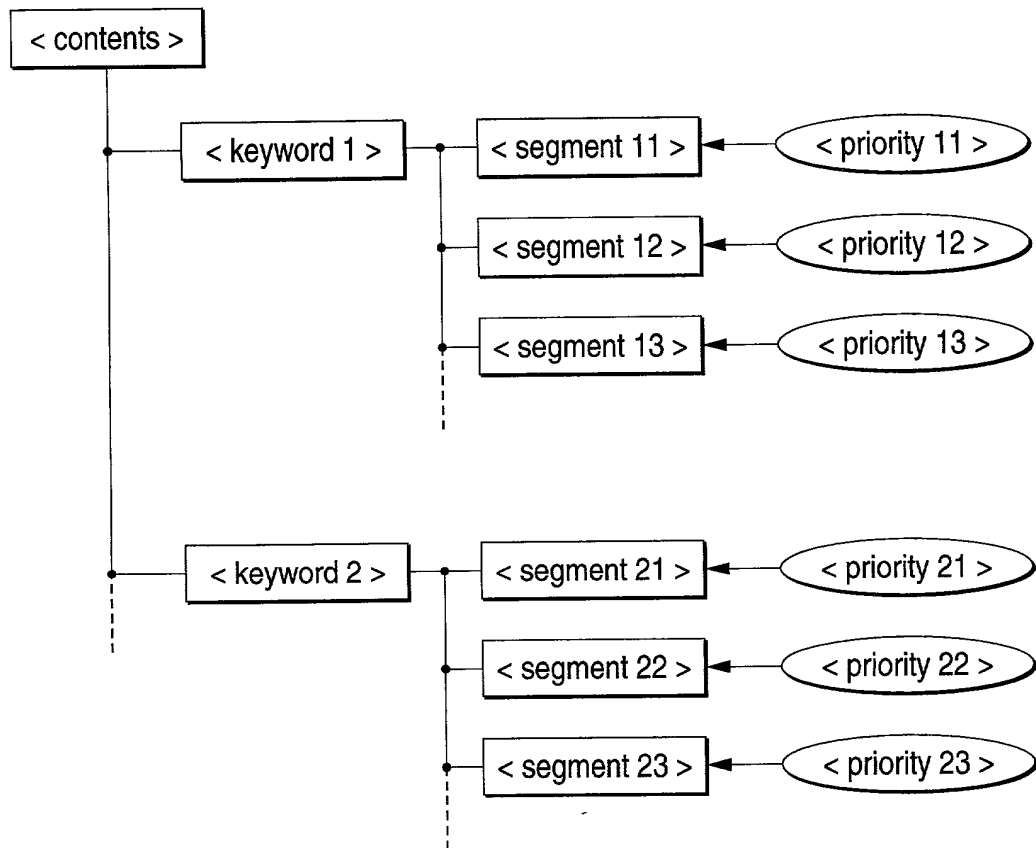 < contents >
< keyword 1 >
< segment 11 >
< priority 11 >
< segment 12 >
< priority 12 >
< segment 13 >
< priority 13 >
< keyword 2 >
< segment 21 >
< priority 21 >
< segment 22 >
< priority 22 >
< segment 23 >
< priority 23 >